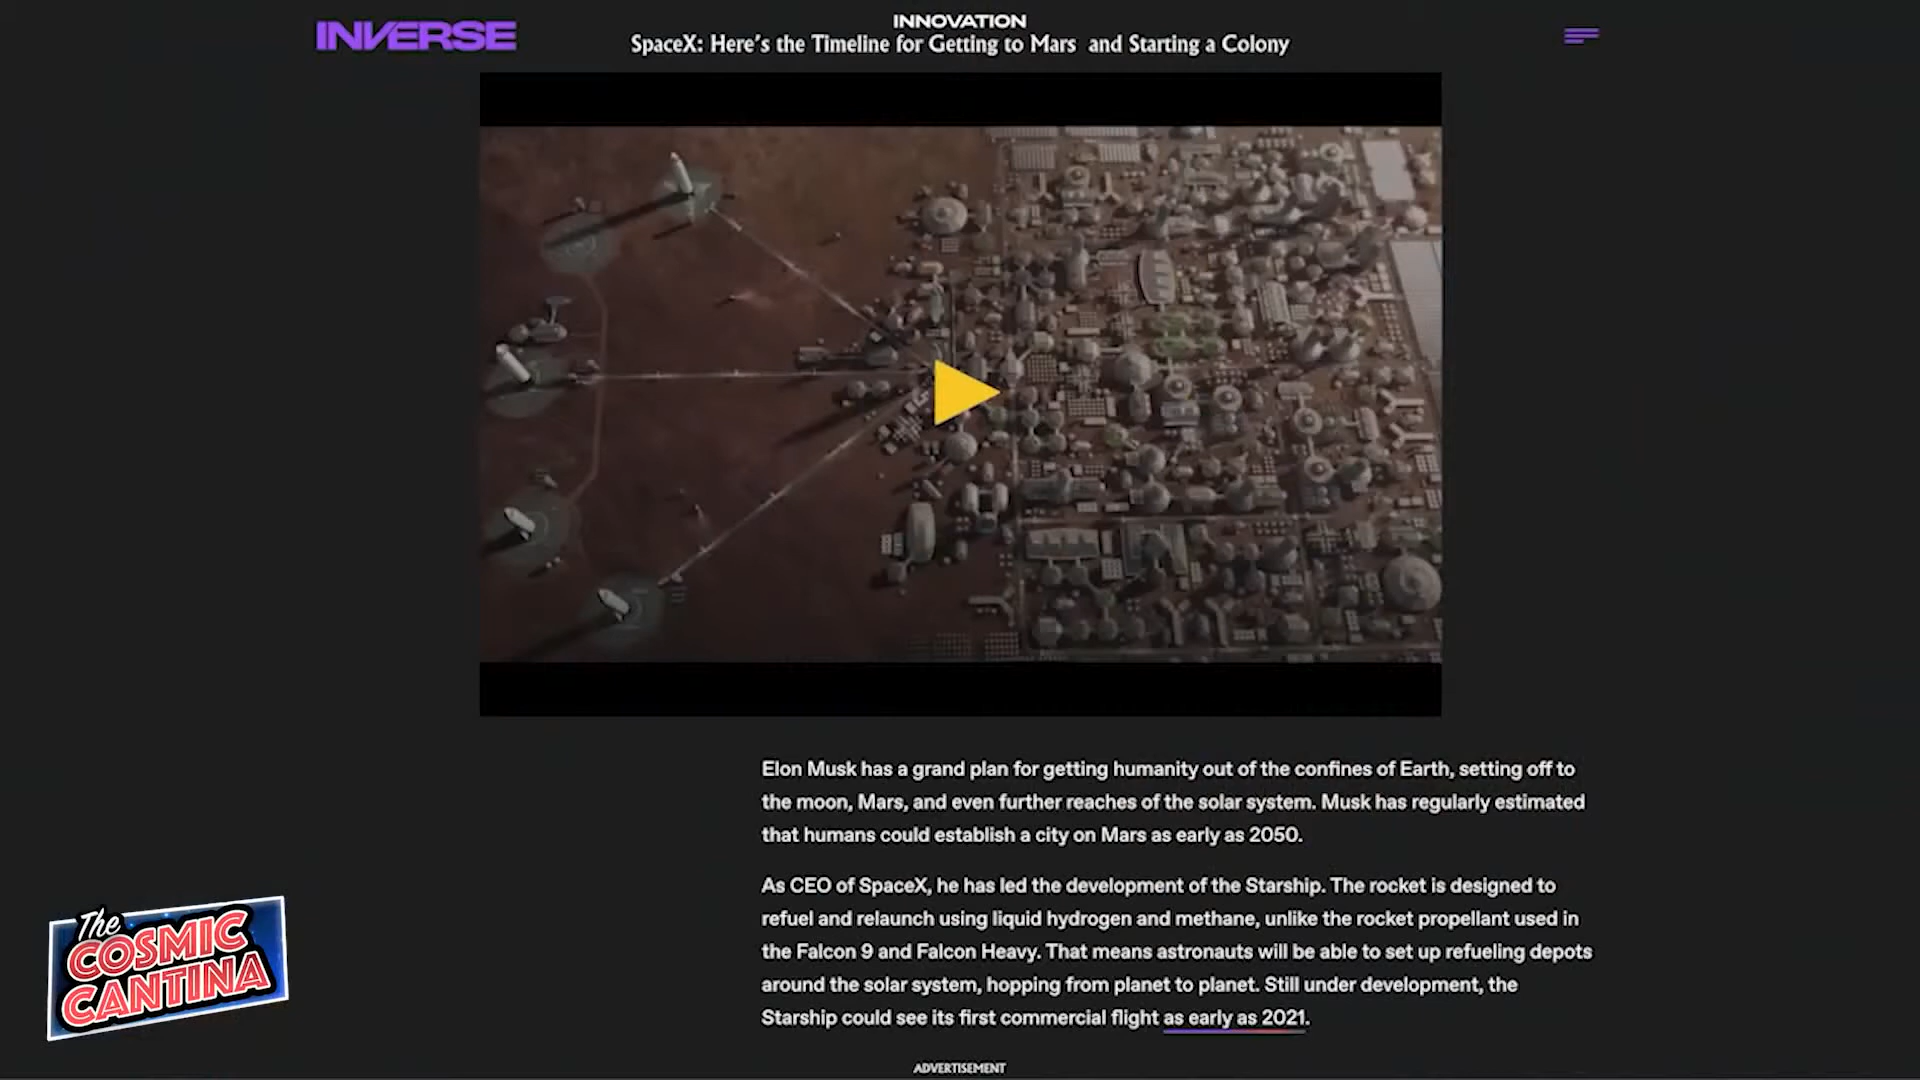 INVERSE
INNOVATION
SpaceX: Here's the Timeline for Getting to Mars and Starting a Colony
Elon Musk has a grand plan for getting humanity out of the confines of Earth, setting off to
the moon, Mars, and even further reaches of the solar system. Musk has regularly estimated
that humans could establish a city on Mars as early as 2050.
As CEO of SpaceX, he has led the development of the Starship. The rocket is designed to
refuel and relaunch using liquid hydrogen and methane, unlike the rocket propellant used in
the Falcon 9 and Falcon Heavy. That means astronauts will be able to set up refueling depots
around the solar system, hopping from planet to planet. Still under development, the
Starship could see its first commercial flight as early as 2021.
The
COSMIC
CANTINA
ADVERTISEMENT